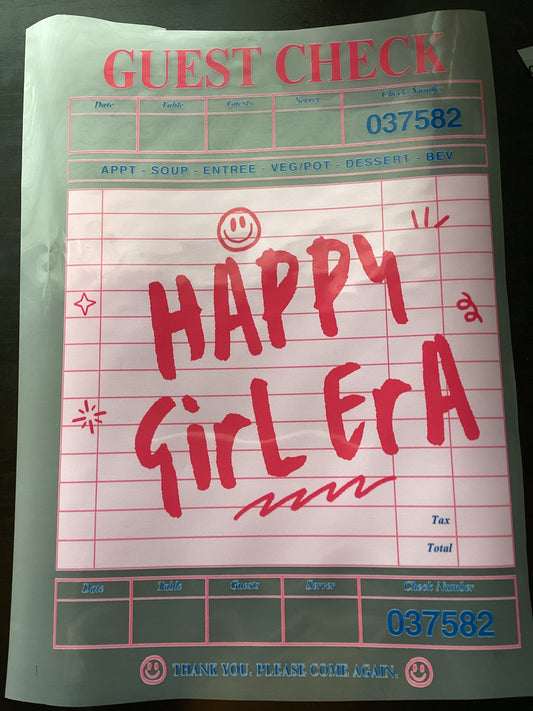 GUEST CHECK
Date Table Guests Server Check Number
037582
APPT - SOUP - ENTREE - VEG/POT - DESSERT - BEV
HAPPY
GirL ErA
Tax
Total
Date Table Guests Server Check Number
037582
THANK YOU. PLEASE COME AGAIN.